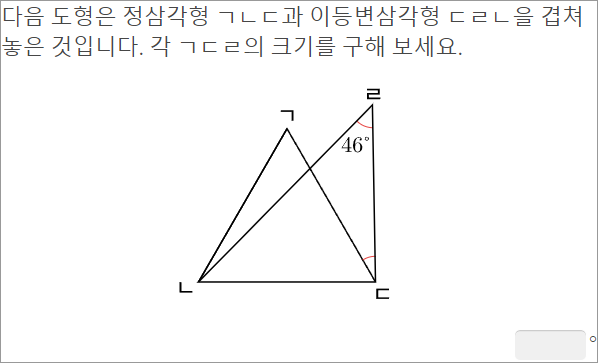 다음 도형은 정삼각형 ㄱㄴㄷ과 이등변삼각형 ㄷㄹㄴ을 겹쳐
놓은 것입니다. 각 ㄱㄷㄹ의 크기를 구해 보세요.
ㄹ
ㄱ
46°
ㄴ
ㄷ
°